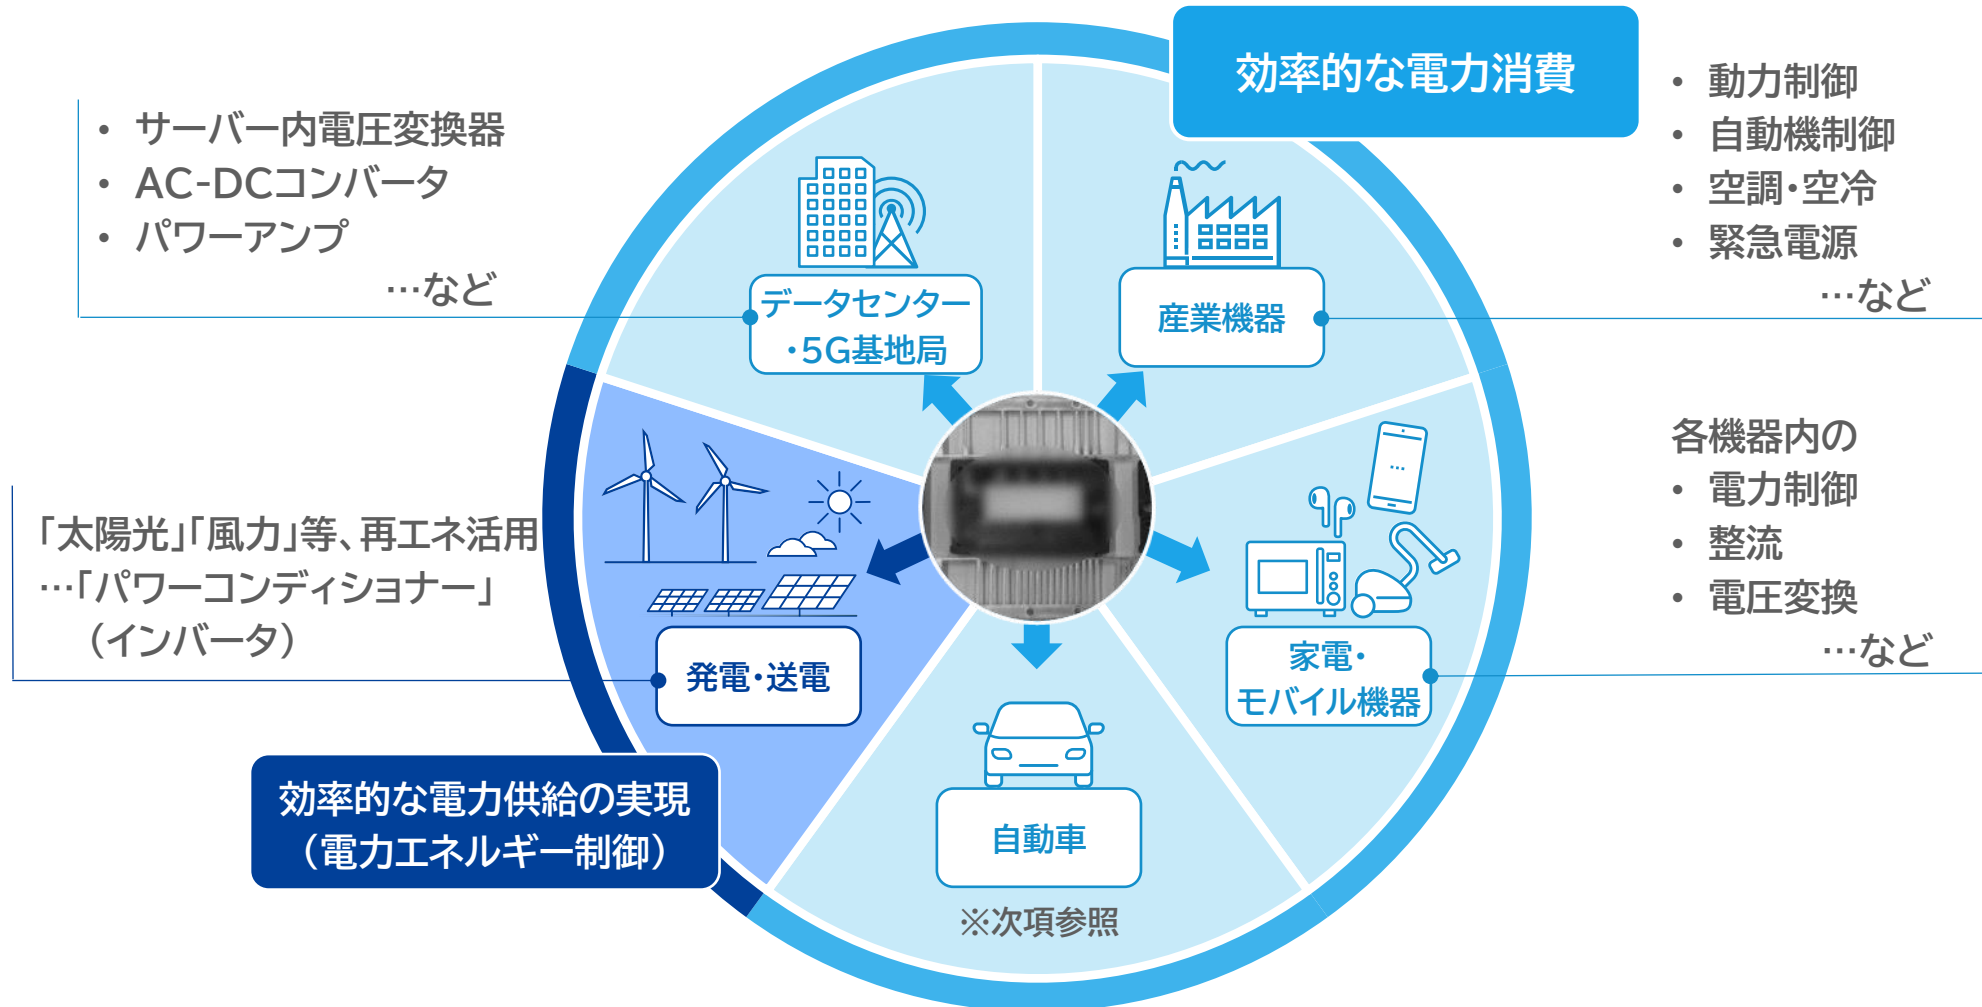 効率的な電力消費
・ サーバー内電圧変換器
・ AC-DCコンバータ
・ パワーアンプ
…など
データセンター
・5G基地局
・ 動力制御
・ 自動機制御
・ 空調・空冷
・ 緊急電源
…など
産業機器
各機器内の
・ 電力制御
・ 整流
・ 電圧変換
…など
家電・
モバイル機器
「太陽光」「風力」等、再エネ活用
…「パワーコンディショナー」
（インバータ）
発電・送電
効率的な電力供給の実現
（電力エネルギー制御）
自動車
※次項参照